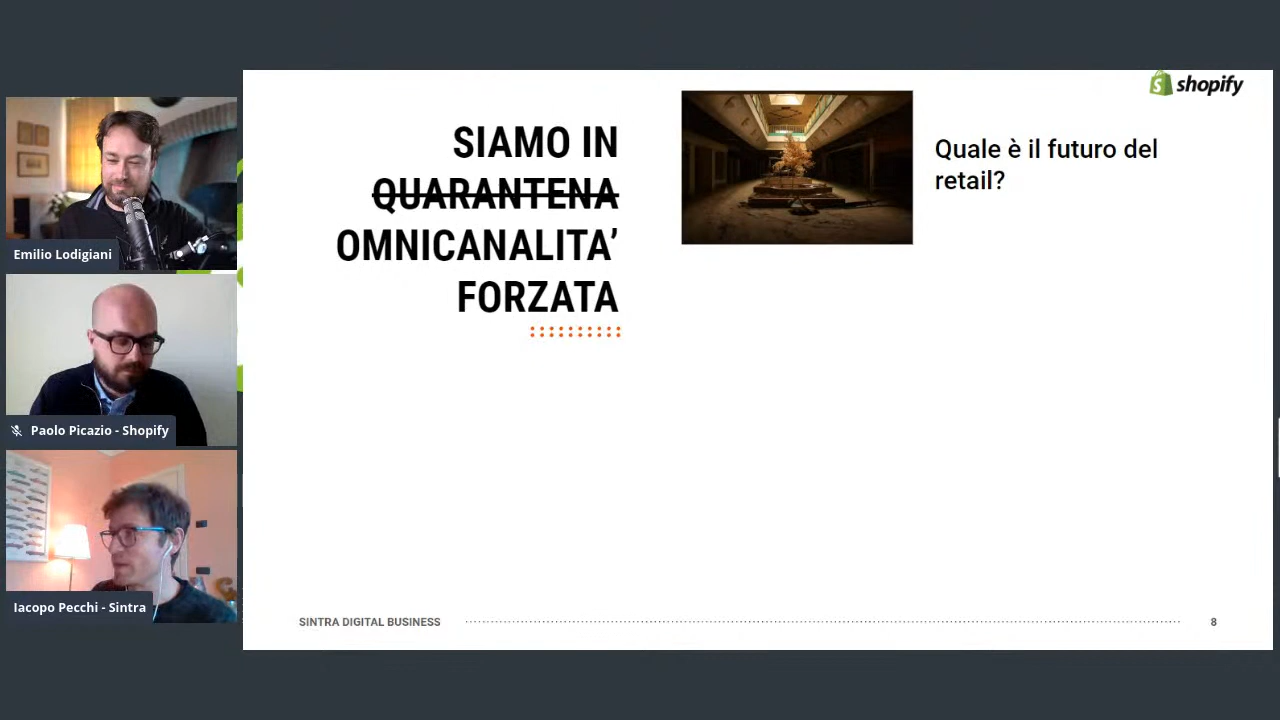 shopify
SIAMO IN
QUARANTENA
OMNICANALITA’
FORZATA
Quale è il futuro del
retail?
Emilio Lodigiani
Paolo Picazio - Shopify
Iacopo Pecchi - Sintra
SINTRA DIGITAL BUSINESS
8